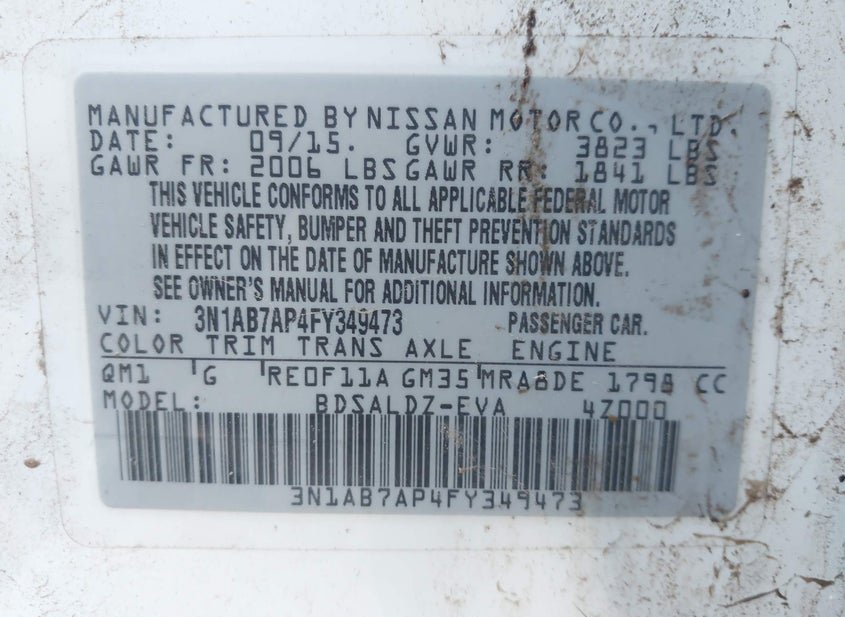 MANUFACTURED BY NISSAN MOTOR CO., LTD.
DATE: 09/15. GVWR: 3823 LBS
GAWR FR: 2006 LBS GAWR RR: 1841 LBS
THIS VEHICLE CONFORMS TO ALL APPLICABLE FEDERAL MOTOR
VEHICLE SAFETY, BUMPER AND THEFT PREVENTION STANDARDS
IN EFFECT ON THE DATE OF MANUFACTURE SHOWN ABOVE.
SEE OWNER'S MANUAL FOR ADDITIONAL INFORMATION.
VIN: 3N1AB7AP4FY349473 PASSENGER CAR.
COLOR TRIM TRANS AXLE ENGINE
QM1 G RE0F11A GM35 MRA8DE 1798 CC
MODEL: BDSALDZ-EVA 4Z000
3N1AB7AP4FY349473